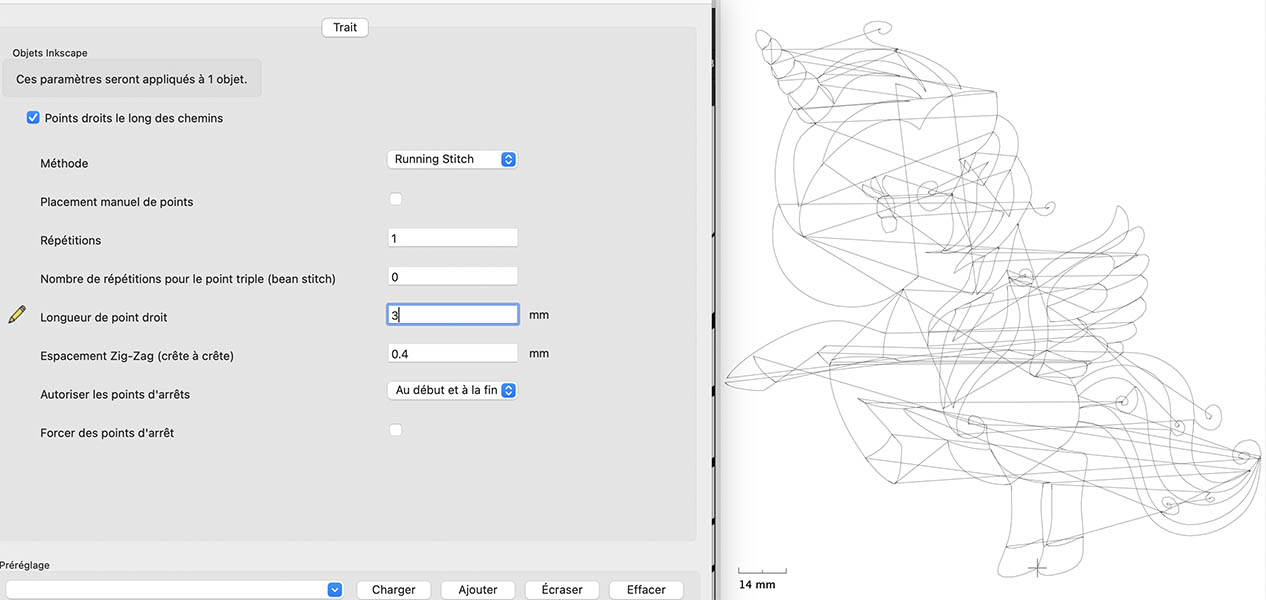 Trait
Objets Inkscape
Ces paramètres seront appliqués à 1 objet.
Points droits le long des chemins
Méthode
Running Stitch
Placement manuel de points
Répétitions
1
Nombre de répétitions pour le point triple (bean stitch)
0
Longueur de point droit
3
mm
Espacement Zig-Zag (crête à crête)
0.4
mm
Autoriser les points d'arrêts
Au début et à la fin
Forcer des points d'arrêt
14 mm
Préréglage
Charger
Ajouter
Écraser
Effacer